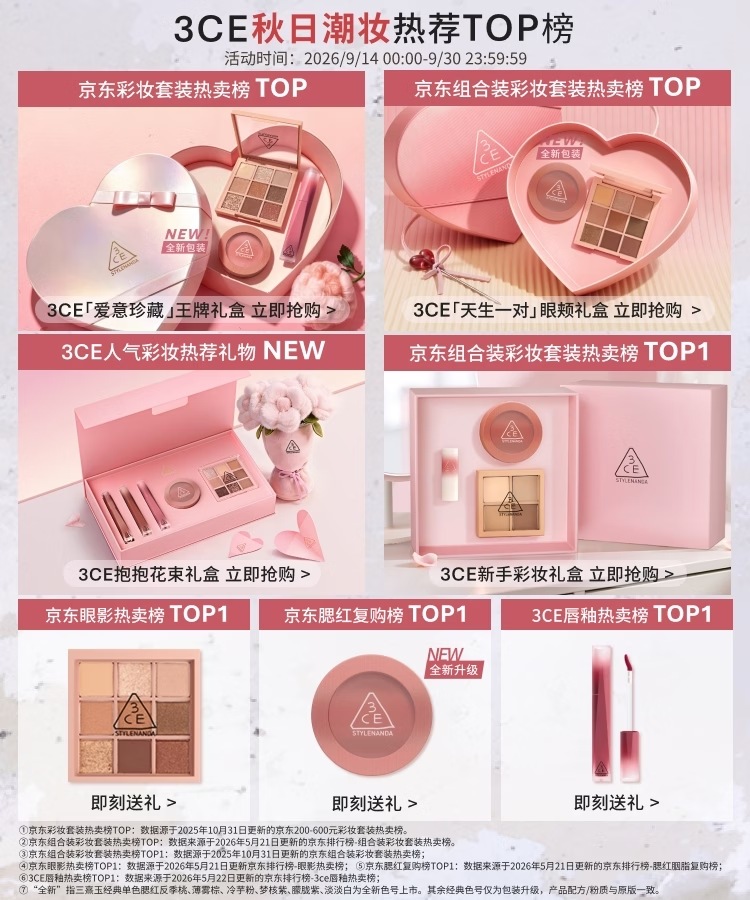 3CE秋日潮妆热荐TOP榜
活动时间：2026/9/14 00:00-9/30 23:59:59
京东彩妆套装热卖榜 TOP
京东组合装彩妆套装热卖榜 TOP
3CE
STYLENANDA
NEW!
全新包装
3CE
3CE
STYLENANDA
3CE「爱意珍藏」王牌礼盒 立即抢购 >
3CE
STYLENANDA
NEW!
全新包装
3CE
3CE「天生一对」眼颊礼盒 立即抢购 >
3CE人气彩妆热荐礼物 NEW
京东组合装彩妆套装热卖榜 TOP1
3CE
3CE
3CE抱抱花束礼盒 立即抢购 >
3CE
3CE
STYLENANDA
3CE
STYLENANDA
3CE新手彩妆礼盒 立即抢购 >
京东眼影热卖榜 TOP1
京东腮红复购榜 TOP1
3CE唇釉热卖榜 TOP1
3CE
STYLENANDA
NEW
全新升级
3CE
STYLENANDA
即刻送礼 >
即刻送礼 >
即刻送礼 >
①京东彩妆套装热卖榜TOP：数据源于2025年10月31日更新的京东200-600元彩妆套装热卖榜。
②京东组合装彩妆套装热卖榜TOP：数据来源于2026年5月21日更新的京东排行榜-组合装彩妆套装热卖榜。
③京东组合装彩妆套装热卖榜TOP1：数据源于2025年10月31日更新的京东组合装彩妆套装热卖榜；
④京东眼影热卖榜TOP1：数据来源于2026年5月21日更新京东排行榜-眼影热卖榜； ⑤京东腮红复购榜TOP1：数据来源于2026年5月21日更新的京东排行榜-腮红胭脂复购榜；
⑥3CE唇釉热卖榜TOP1：数据来源于2026年5月22日更新的京东排行榜-3ce唇釉热卖榜；
⑦“全新”指三熹玉经典单色腮红反季桃、薄雾棕、冷芋粉、梦核紫、朦胧紫、淡淡白为全新色号上市。其余经典色号仅为包装升级，产品配方/粉质与原版一致。